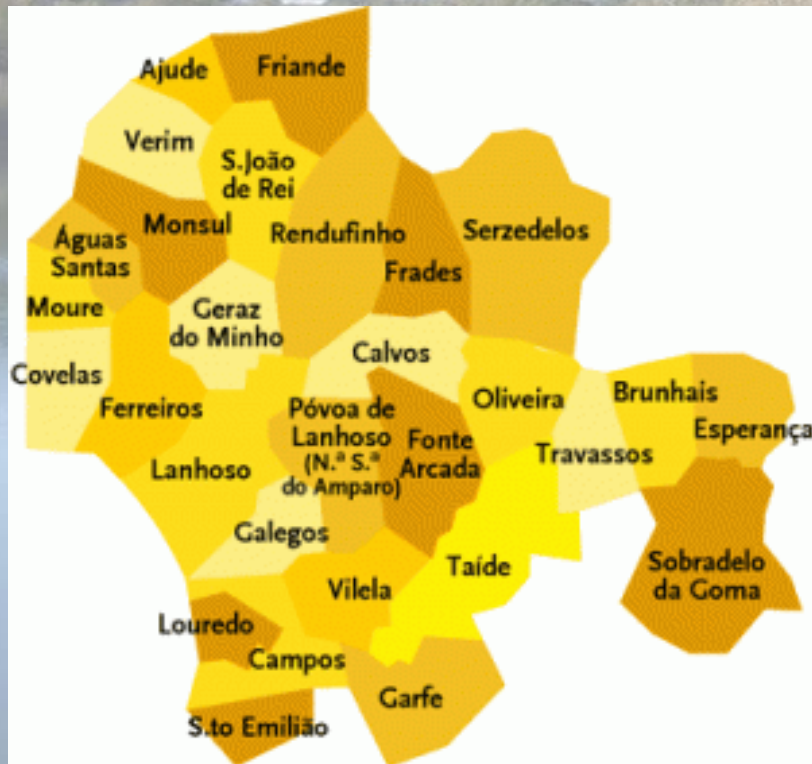 Ajude
Friande
Verim
S.João
de Rei
Monsul
Rendufinho
Serzedelos
Águas
Santas
Frades
Moure
Geraz
do Minho
Calvos
Covelas
Ferreiros
Póvoa de
Lanhoso
(N.ª S.ª
do Amparo)
Fonte
Arcada
Oliveira
Brunhais
Esperança
Travassos
Lanhoso
Galegos
Taíde
Sobradelo
da Goma
Vilela
Louredo
Campos
Garfe
S.to Emilião